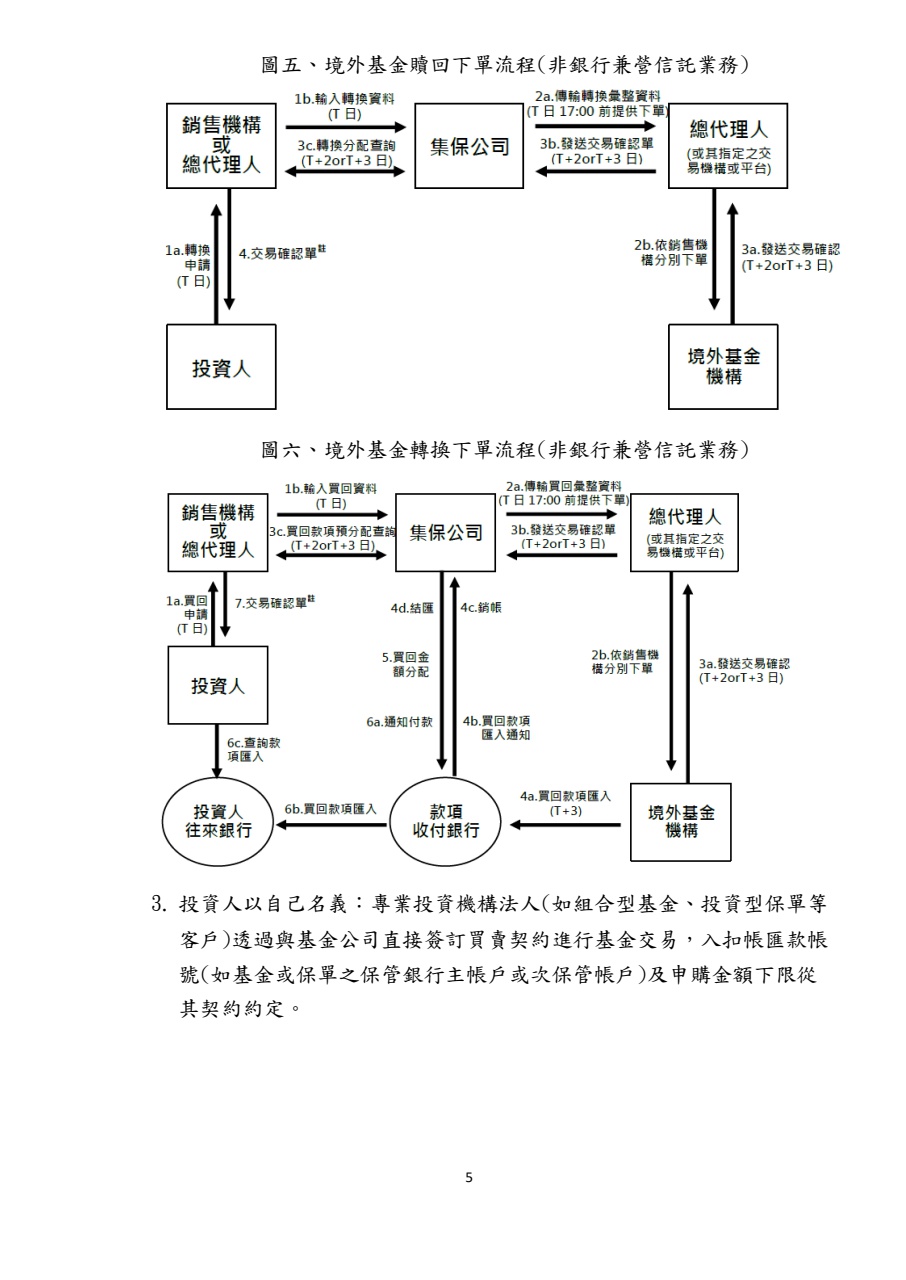 圖五、境外基金贖回下單流程(非銀行兼營信託業務)
1b.輸入轉換資料
(T 日)
2a.傳輸轉換彙整資料
(T 日 17:00 前提供下單)
銷售機構
或
總代理人
3c.轉換分配查詢
(T+2orT+3 日)
集保公司
3b.發送交易確認單
(T+2orT+3 日)
總代理人
(或其指定之交
易機構或平台)
1a.轉換
申請
(T 日)
4.交易確認單註
2b.依銷售機
構分別下單
3a.發送交易確認
(T+2orT+3 日)
投資人
境外基金
機構
圖六、境外基金轉換下單流程(非銀行兼營信託業務)
1b.輸入買回資料
(T 日)
2a.傳輸買回彙整資料
(T 日 17:00 前提供下單)
銷售機構
或
總代理人
3c.買回款項預分配查詢
(T+2orT+3 日)
集保公司
3b.發送交易確認單
(T+2orT+3 日)
總代理人
(或其指定之交
易機構或平台)
1a.買回
申請
(T 日)
7.交易確認單註
4d.結匯
4c.銷帳
5.買回金
額分配
2b.依銷售機
構分別下單
3a.發送交易確認
(T+2orT+3 日)
投資人
6a.通知付款
4b.買回款項
匯入通知
6c.查詢款
項匯入
投資人
往來銀行
6b.買回款項匯入
款項
收付銀行
4a.買回款項匯入
(T+3)
境外基金
機構
3. 投資人以自己名義：專業投資機構法人(如組合型基金、投資型保單等
客戶)透過與基金公司直接簽訂買賣契約進行基金交易，入扣帳匯款帳
號(如基金或保單之保管銀行主帳戶或次保管帳戶)及申購金額下限從
其契約約定。
5